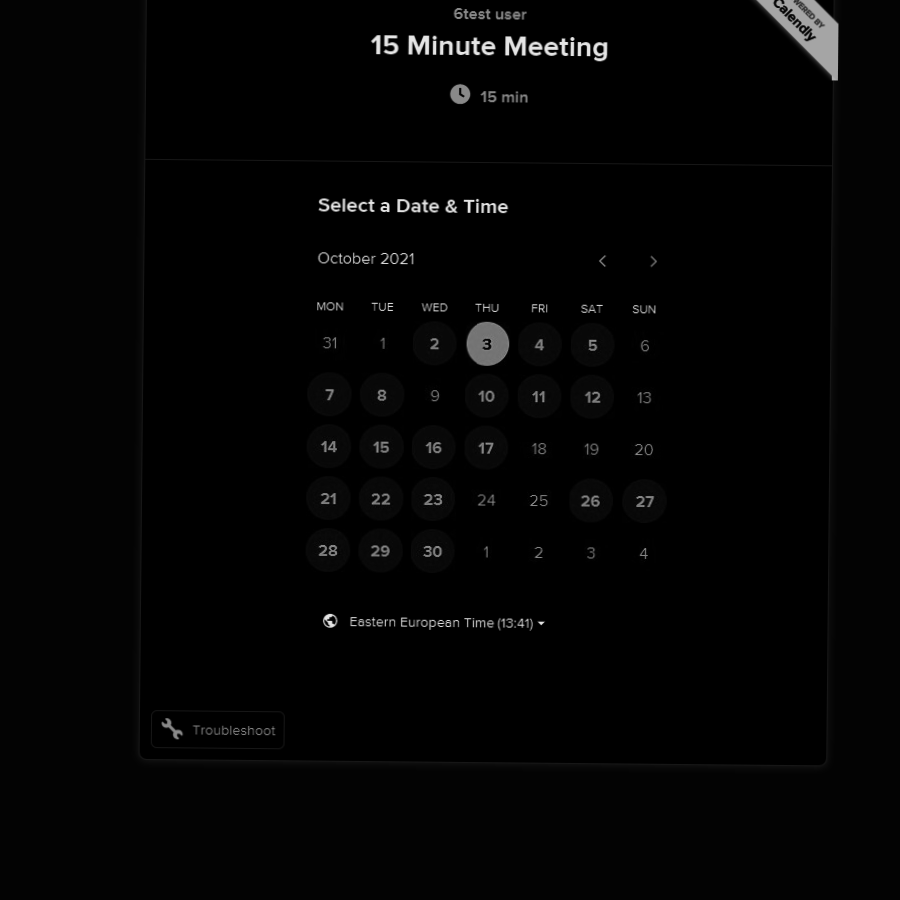 6test user
POWERED BY
Calendly
15 Minute Meeting
15 min
Select a Date & Time
October 2021
MON TUE WED THU FRI SAT SUN
31 1 2 3 4 5 6
7 8 9 10 11 12 13
14 15 16 17 18 19 20
21 22 23 24 25 26 27
28 29 30 1 2 3 4
Eastern European Time (13:41)
Troubleshoot